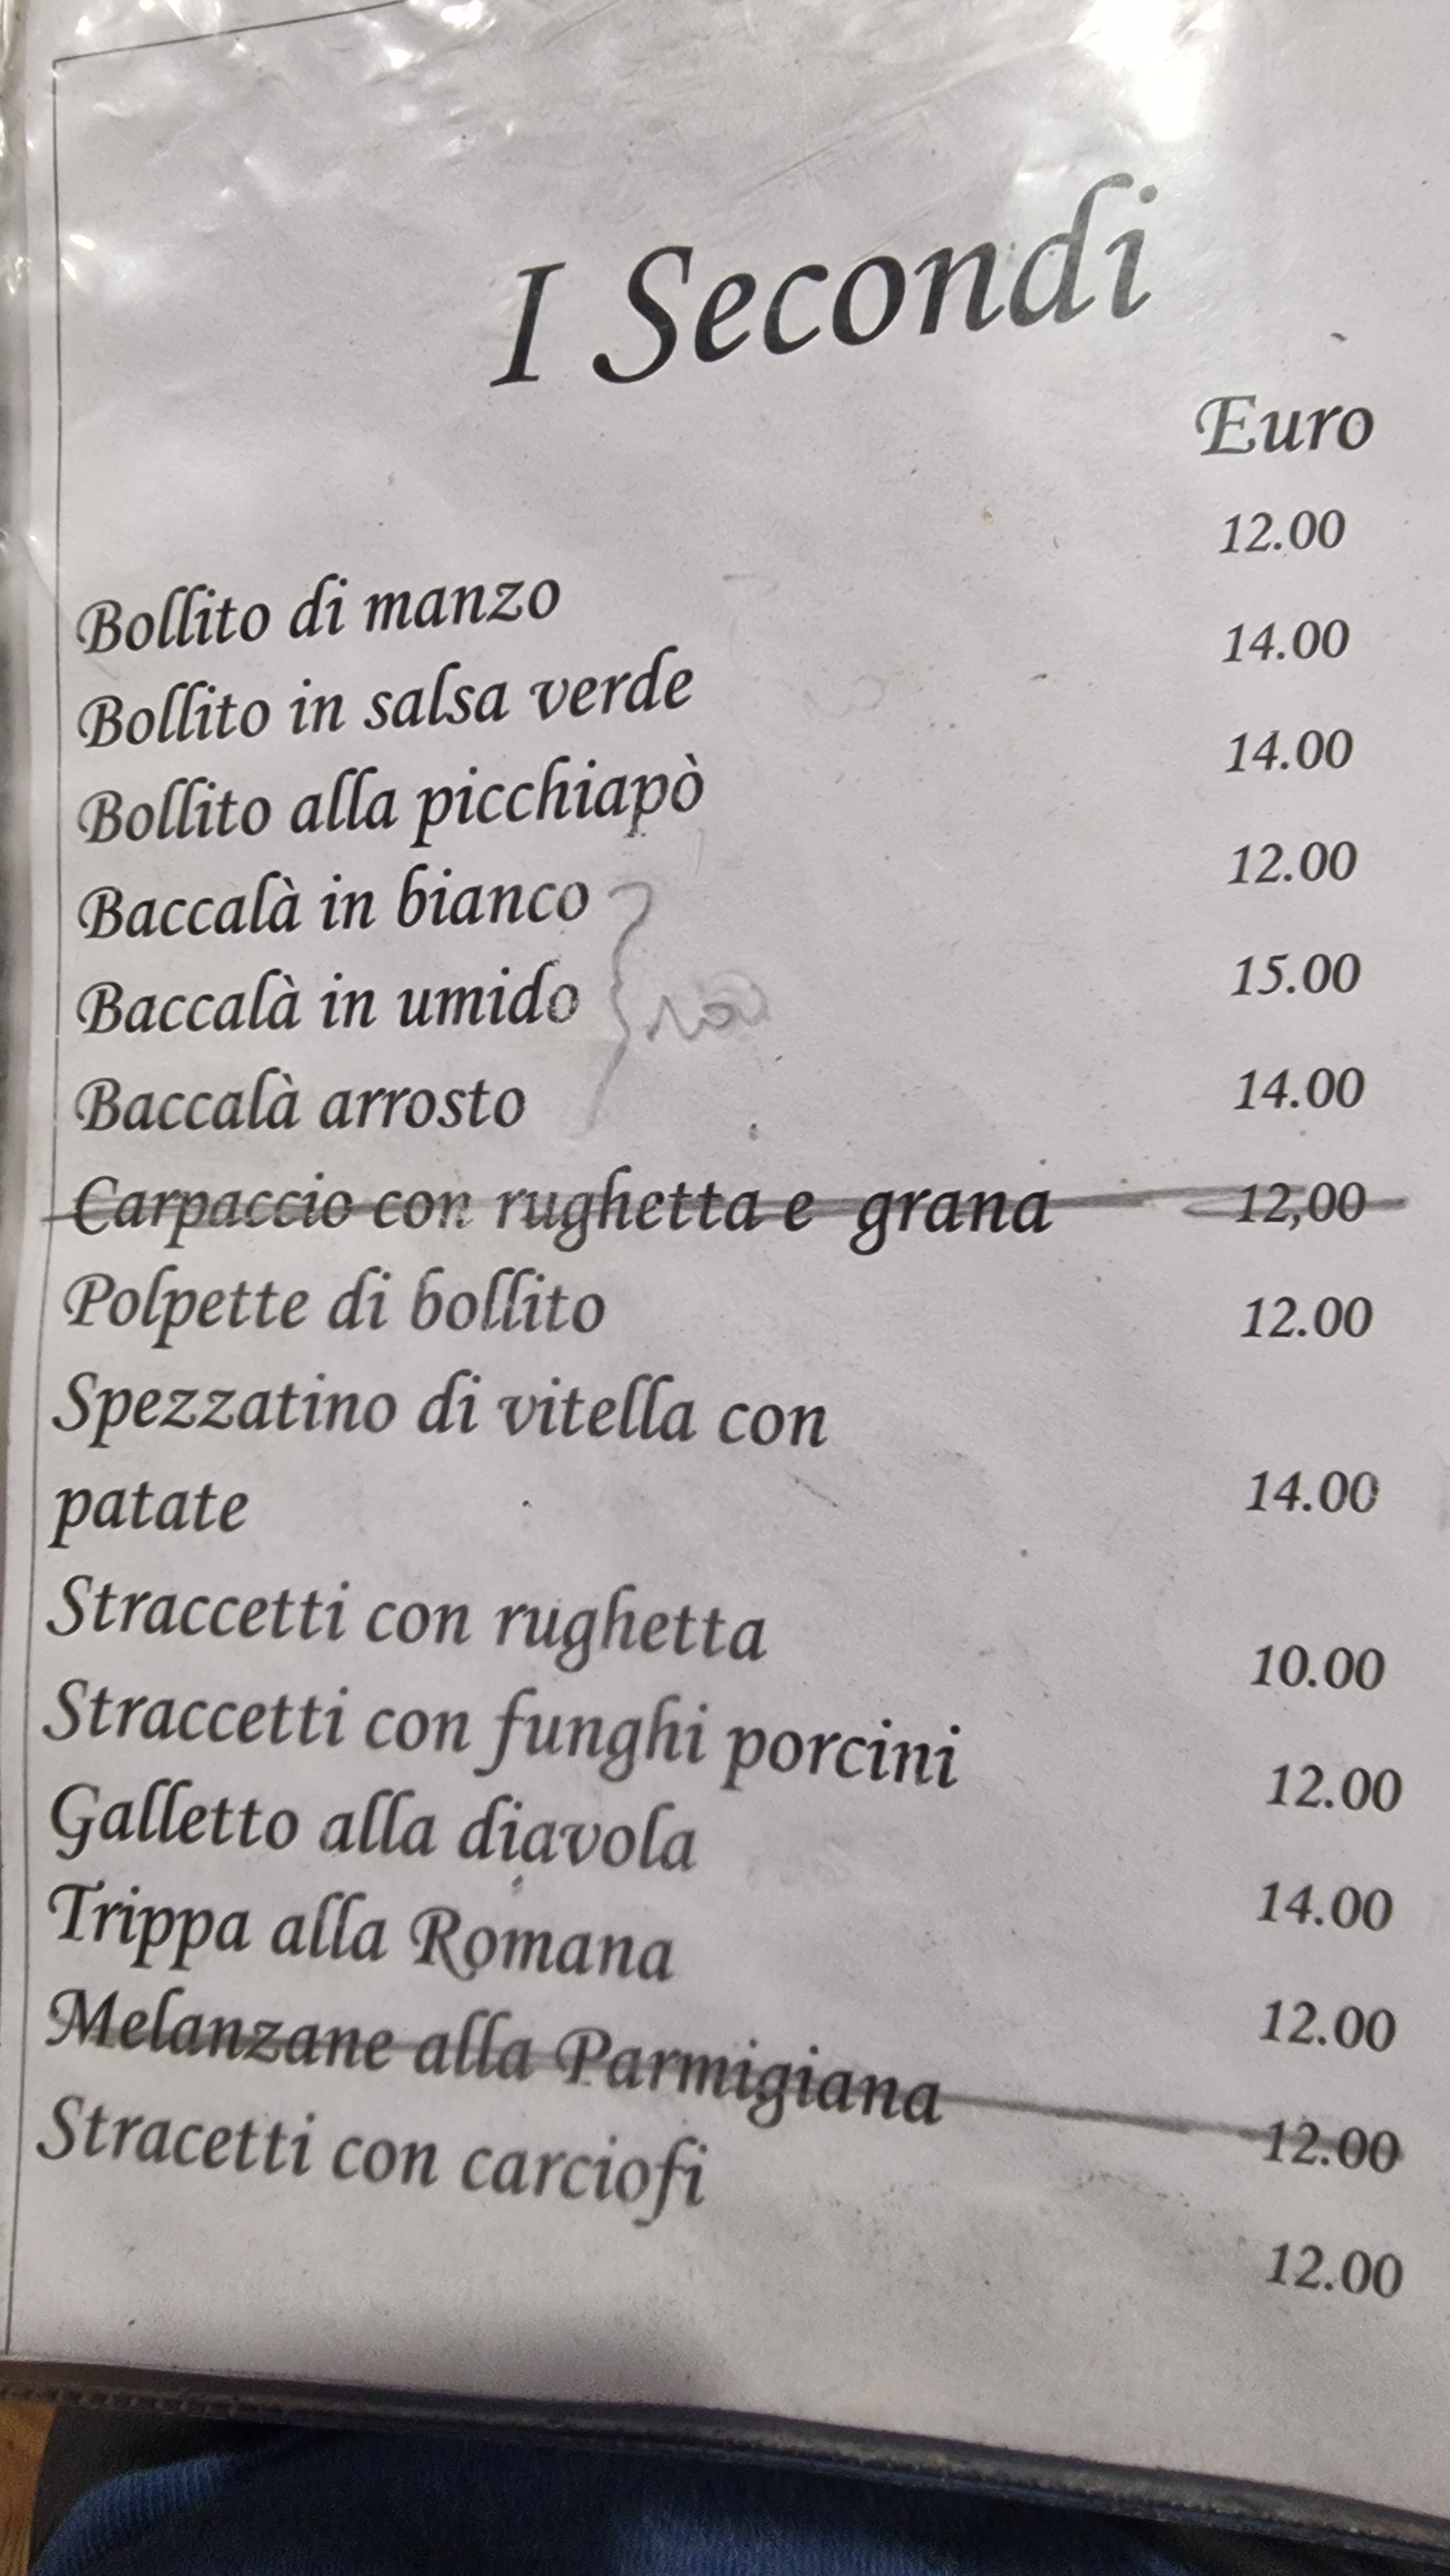 I Secondi
Euro
Bollito di manzo 12.00
Bollito in salsa verde 14.00
Bollito alla picchiapò 14.00
Baccalà in bianco 12.00
Baccalà in umido 15.00
Baccalà arrosto 14.00
Carpaccio con rughetta e grana 12,00
Polpette di bollito 12.00
Spezzatino di vitella con
patate 14.00
Straccetti con rughetta 10.00
Straccetti con funghi porcini 12.00
Galletto alla diavola 14.00
Trippa alla Romana 12.00
Melanzane alla Parmigiana 12.00
Stracetti con carciofi 12.00